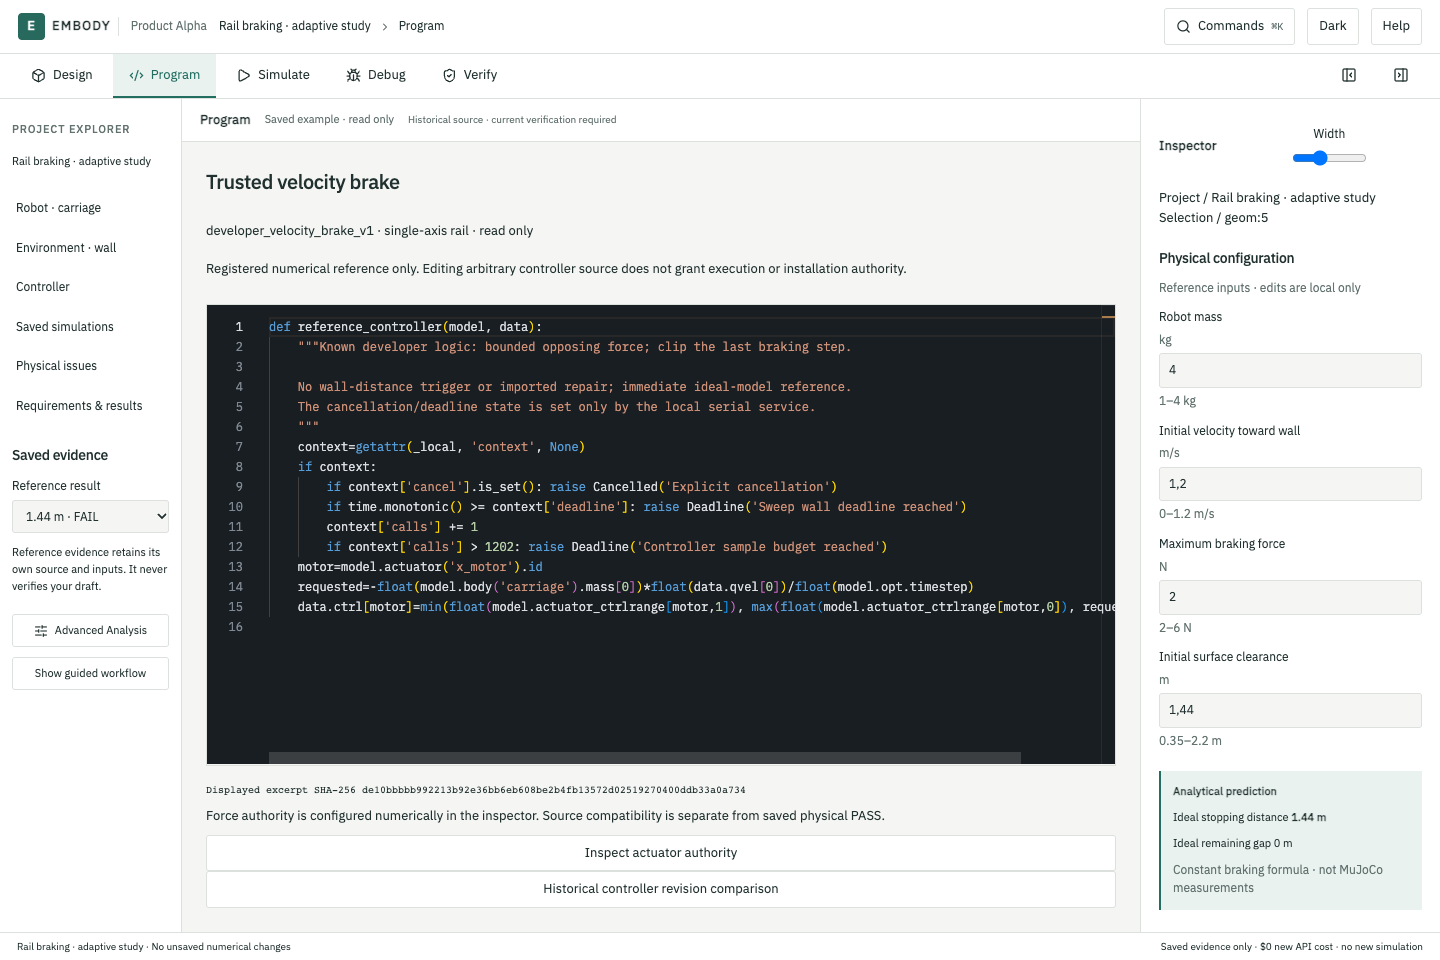 E EMBODY Product Alpha Rail braking · adaptive study > Program
Commands ⌘K Dark Help
Design Program Simulate Debug Verify
PROJECT EXPLORER
Rail braking · adaptive study
Robot · carriage
Environment · wall
Controller
Saved simulations
Physical issues
Requirements & results
Saved evidence
Reference result
1.44 m · FAIL
Reference evidence retains its
own source and inputs. It never
verifies your draft.
Advanced Analysis
Show guided workflow
Program Saved example · read only Historical source · current verification required
Trusted velocity brake
developer_velocity_brake_v1 · single-axis rail · read only
Registered numerical reference only. Editing arbitrary controller source does not grant execution or installation authority.
1 def reference_controller(model, data):
2 """Known developer logic: bounded opposing force; clip the last braking step.
3
4 No wall-distance trigger or imported repair; immediate ideal-model reference.
5 The cancellation/deadline state is set only by the local serial service.
6 """
7 context=getattr(_local, 'context', None)
8 if context:
9 if context['cancel'].is_set(): raise Cancelled('Explicit cancellation')
10 if time.monotonic() >= context['deadline']: raise Deadline('Sweep wall deadline reached')
11 context['calls'] += 1
12 if context['calls'] > 1202: raise Deadline('Controller sample budget reached')
13 motor=model.actuator('x_motor').id
14 requested=-float(model.body('carriage').mass[0])*float(data.qvel[0])/float(model.opt.timestep)
15 data.ctrl[motor]=min(float(model.actuator_ctrlrange[motor,1]), max(float(model.actuator_ctrlrange[motor,0]), reque
16
Displayed excerpt SHA-256 de10bbbbb992213b92e36bb6eb608be2b4fb13572d02519270400ddb33a0a734
Force authority is configured numerically in the inspector. Source compatibility is separate from saved physical PASS.
Inspect actuator authority
Historical controller revision comparison
Inspector
Width
Project / Rail braking · adaptive study
Selection / geom:5
Physical configuration
Reference inputs · edits are local only
Robot mass
kg
4
1–4 kg
Initial velocity toward wall
m/s
1,2
0–1.2 m/s
Maximum braking force
N
2
2–6 N
Initial surface clearance
m
1,44
0.35–2.2 m
Analytical prediction
Ideal stopping distance 1.44 m
Ideal remaining gap 0 m
Constant braking formula · not MuJoCo
measurements
Rail braking · adaptive study · No unsaved numerical changes
Saved evidence only · $0 new API cost · no new simulation